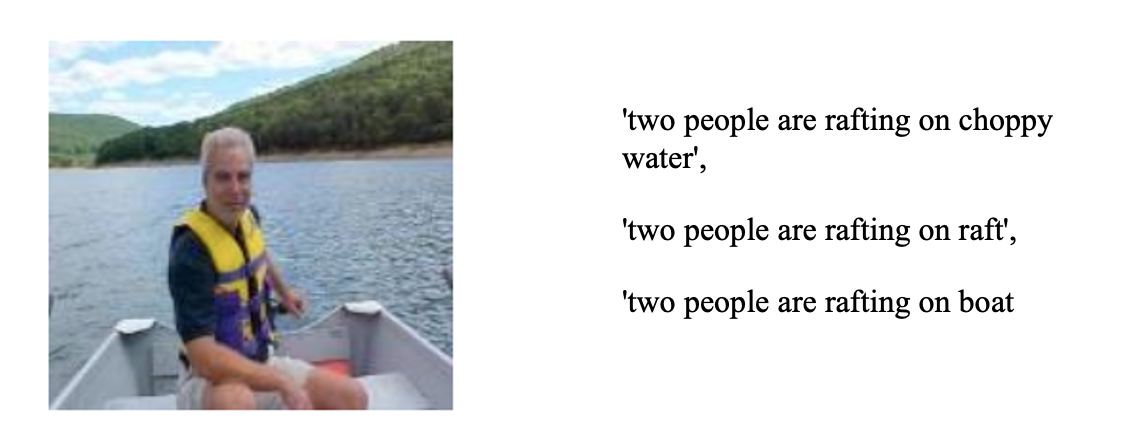 'two people are rafting on choppy
water',
'two people are rafting on raft',
'two people are rafting on boat